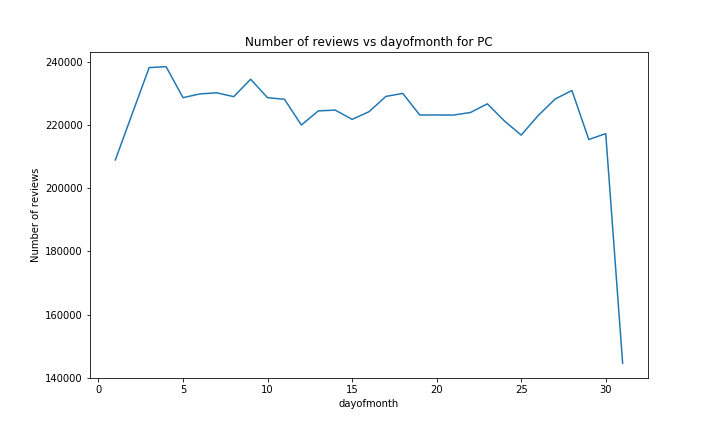 Number of reviews vs dayofmonth for PC
Number of reviews
240000
220000
200000
180000
160000
140000
0 5 10 15 20 25 30
dayofmonth